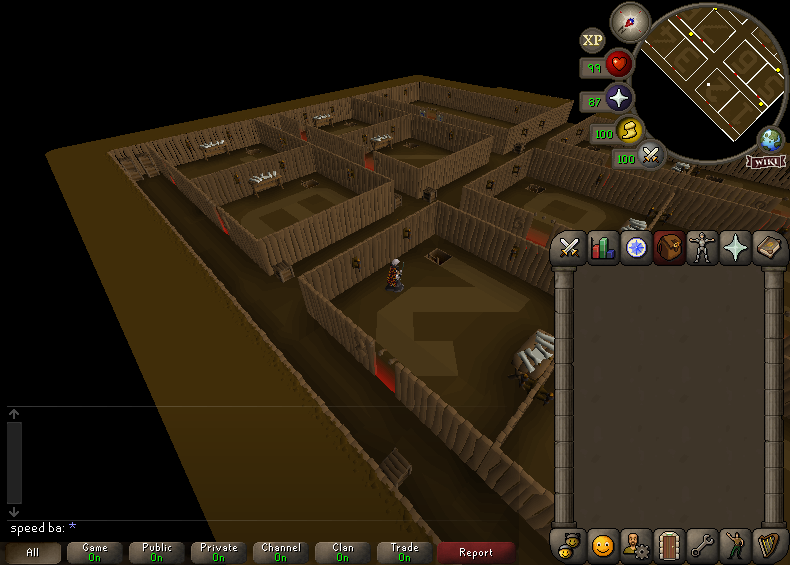 XP
99
87
100
100
WIKI
speed ba: *
All
Game
On
Public
On
Private
On
Channel
On
Clan
On
Trade
On
Report